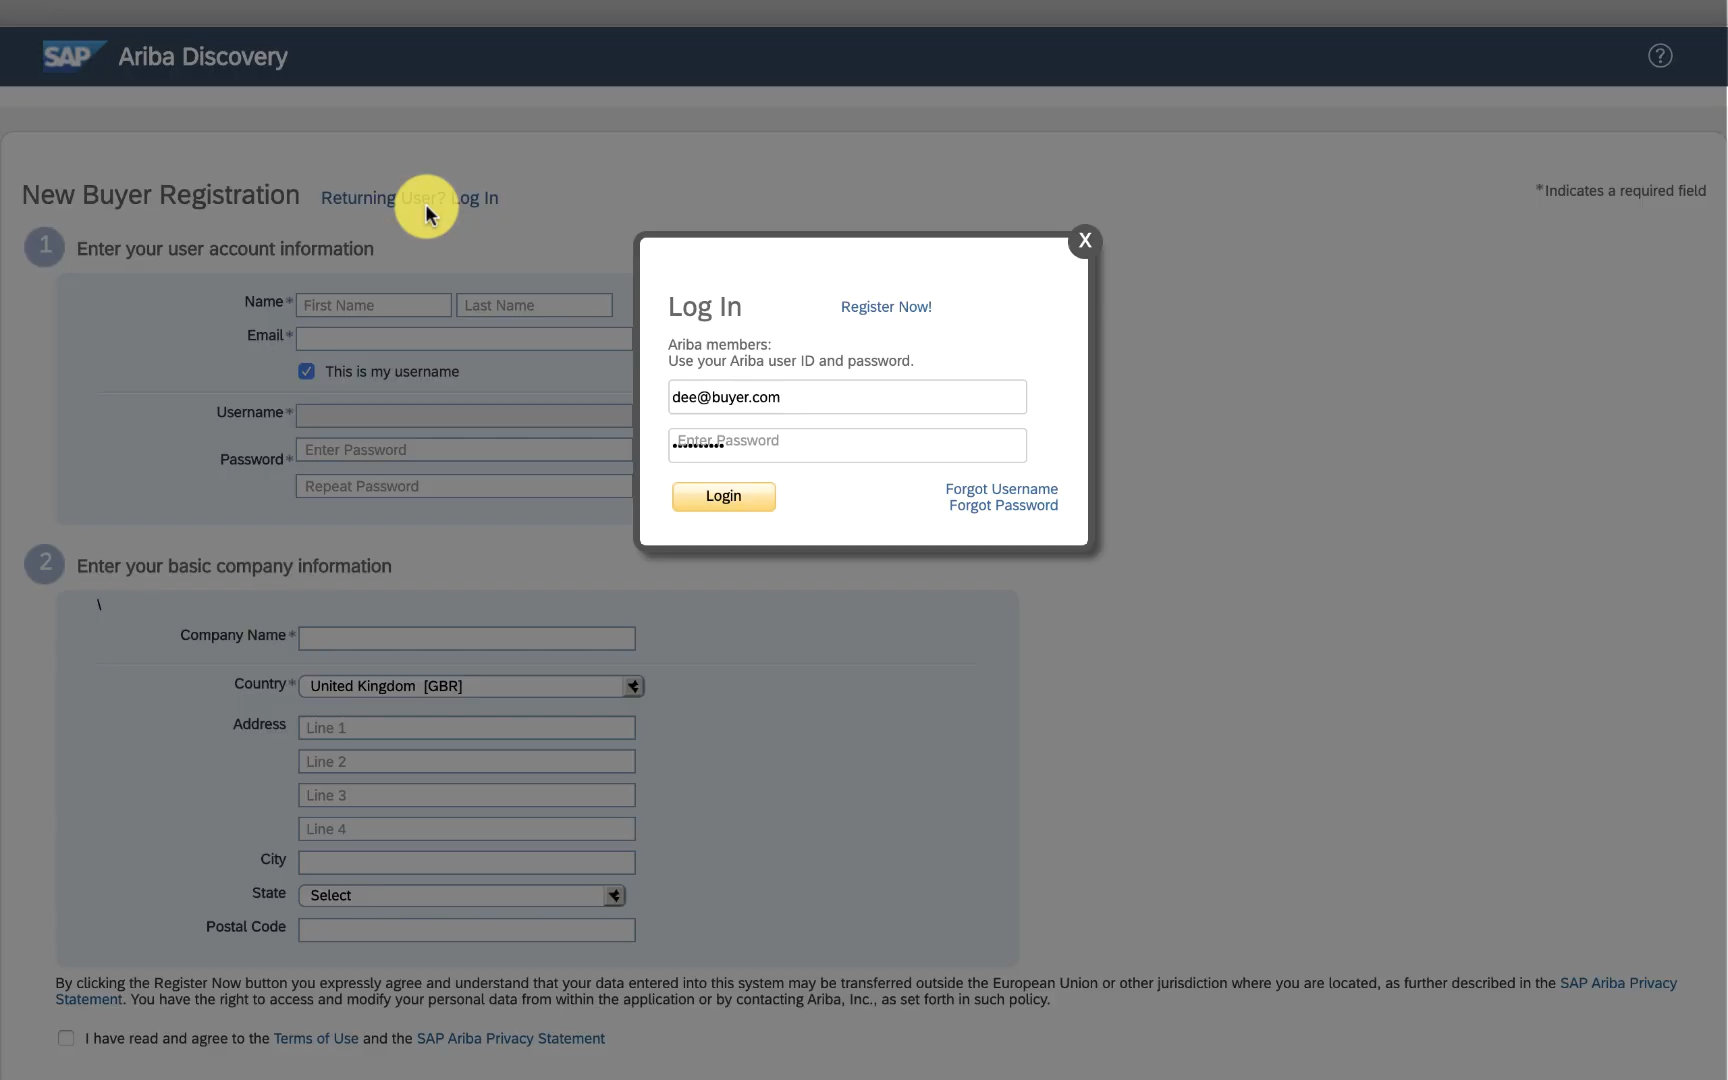 SAP Ariba Discovery
?
New Buyer Registration Returning User? Log In
*Indicates a required field
1 Enter your user account information
Name* First Name Last Name
Email*
This is my username
Username*
Password* Enter Password
Repeat Password
X
Log In Register Now!
Ariba members:
Use your Ariba user ID and password.
dee@buyer.com
Enter Password
Login
Forgot Username
Forgot Password
2 Enter your basic company information
\
Company Name*
Country* United Kingdom [GBR]
Address Line 1
Line 2
Line 3
Line 4
City
State Select
Postal Code
By clicking the Register Now button you expressly agree and understand that your data entered into this system may be transferred outside the European Union or other jurisdiction where you are located, as further described in the SAP Ariba Privacy
Statement. You have the right to access and modify your personal data from within the application or by contacting Ariba, Inc., as set forth in such policy.
I have read and agree to the Terms of Use and the SAP Ariba Privacy Statement